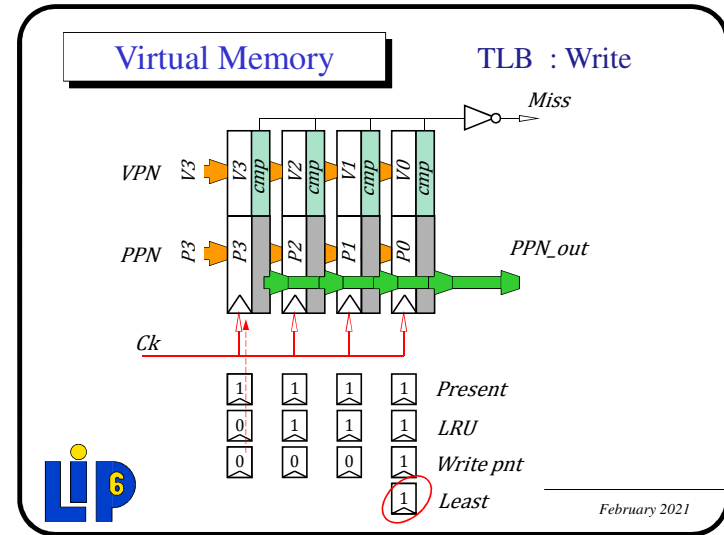 Virtual Memory
TLB : Write
Miss
VPN V3 V3 cmp V2 cmp V1 cmp V0 cmp
PPN P3 P3 P2 P1 P0 PPN_out
Ck
1 1 1 1 Present
0 1 1 1 LRU
0 0 0 1 Write pnt
1 Least
LIP6
February 2021